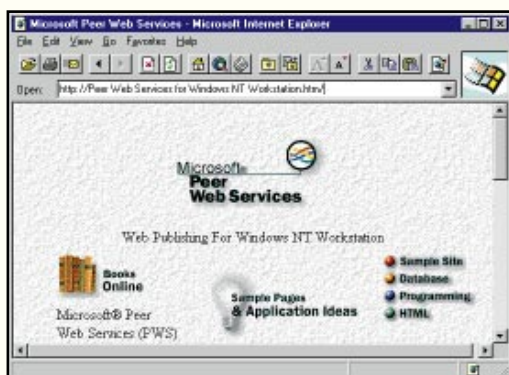 Microsoft Peer Web Services - Microsoft Internet Explorer
File Edit View Go Favorites Help
Open: http://Peer Web Services for Windows NT Workstation.htm/
Microsoft®
Peer
Web Services
Web Publishing For Windows NT Workstation
Books
Online
Sample Pages
& Application Ideas
Sample Site
Database
Programming
HTML
Microsoft® Peer
Web Services (PWS)